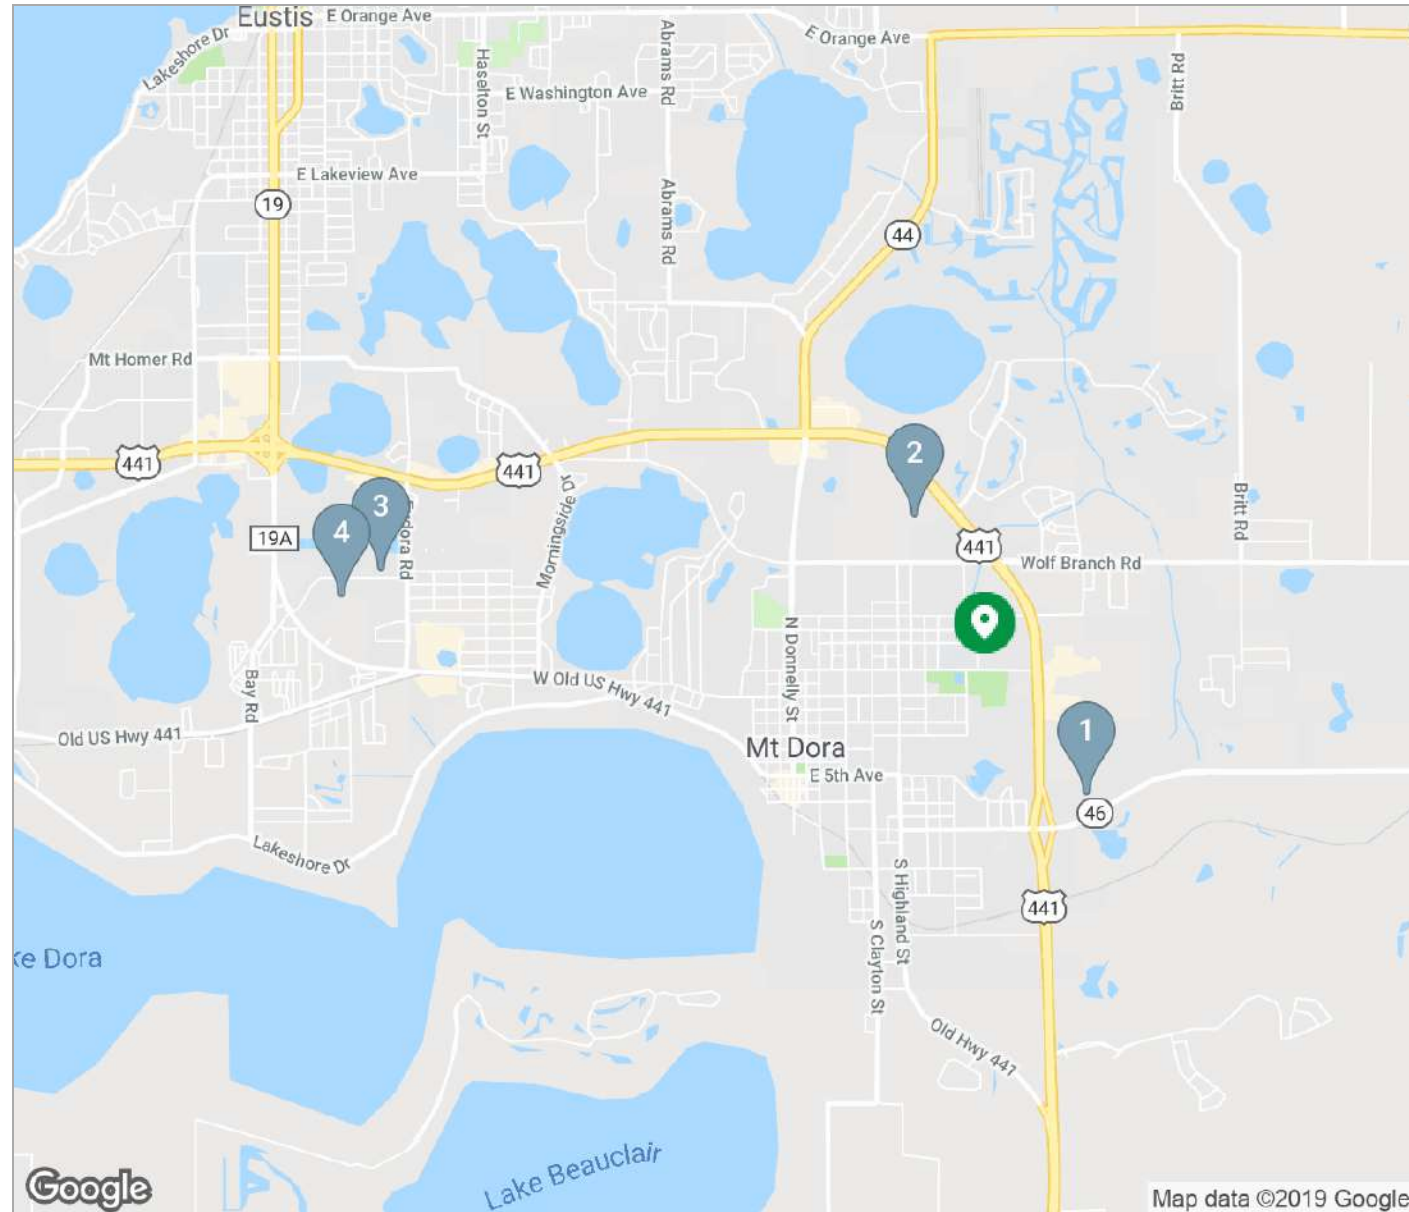 Eustis
E Orange Ave
E Orange Ave
Lakeshore Dr
Haselton St
Abrams Rd
Britt Rd
E Washington Ave
E Lakeview Ave
19
Abrams Rd
44
Mt Homer Rd
441
441
2
3
4
19A
Morningside Dr
441
Britt Rd
Wolf Branch Rd
N Donnelly St
Bay Rd
W Old US Hwy 441
Old US Hwy 441
1
Mt Dora
E 5th Ave
46
Lakeshore Dr
S Highland St
441
S Clayton St
ke Dora
Old Hwy 441
Lake Beauclair
Google
Map data ©2019 Google